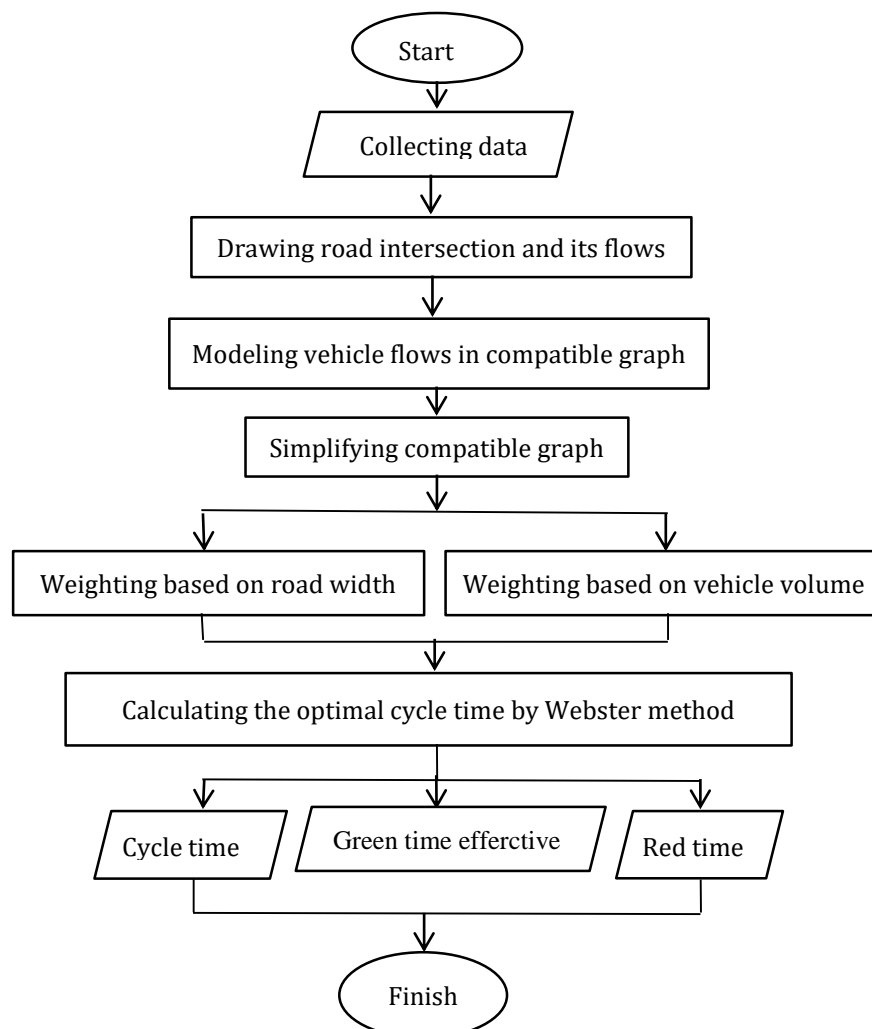 Start
Collecting data
Drawing road intersection and its flows
Modeling vehicle flows in compatible graph
Simplifying compatible graph
Weighting based on road width
Weighting based on vehicle volume
Calculating the optimal cycle time by Webster method
Cycle time
Green time efferctive
Red time
Finish